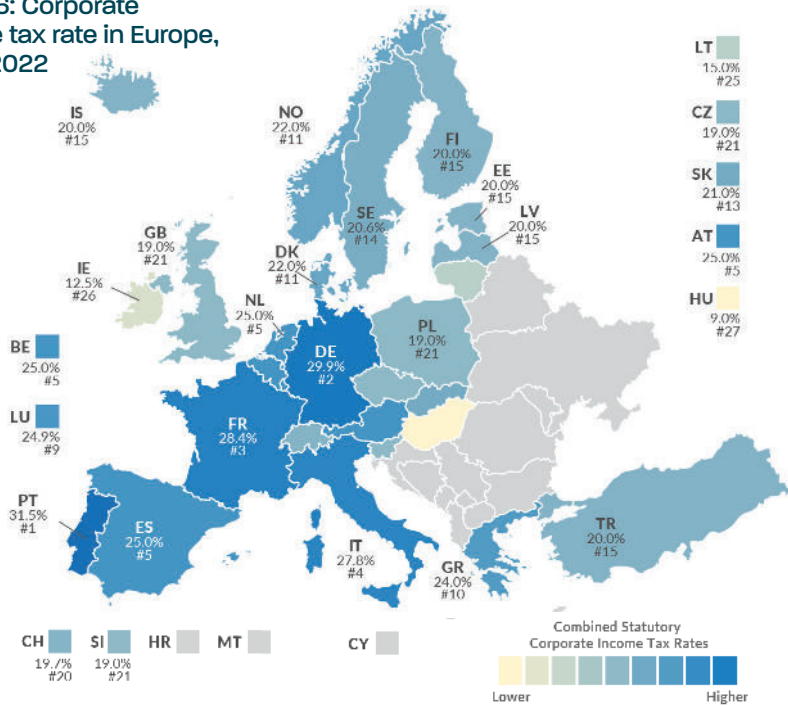 6: Corporate
e tax rate in Europe,
2022
IS
20.0%
#15
NO
22.0%
#11
FI
20.0%
#15
SE
20.6%
#14
EE
20.0%
#15
LV
20.0%
#15
LT
15.0%
#25
CZ
19.0%
#21
SK
21.0%
#13
AT
25.0%
#5
HU
9.0%
#27
GB
19.0%
#21
IE
12.5%
#26
DK
22.0%
#11
NL
25.0%
#5
BE
25.0%
#5
LU
24.9%
#9
DE
29.9%
#2
PL
19.0%
#21
FR
28.4%
#3
PT
31.5%
#1
ES
25.0%
#5
IT
27.8%
#4
GR
24.0%
#10
TR
20.0%
#15
CH
19.7%
#20
SI
19.0%
#21
HR
MT
CY
Combined Statutory
Corporate Income Tax Rates
Lower
Higher